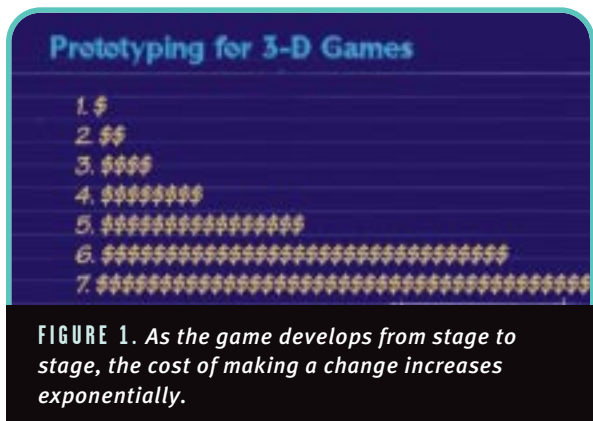 Prototyping for 3-D Games
1. $
2. $$
3. $$$$
4. $$$$$$$$
5. $$$$$$$$$$$$$$$$
6. $$$$$$$$$$$$$$$$$$$$$$$$$$$$$$$$
7. $$$$$$$$$$$$$$$$$$$$$$$$$$$$$$$$$$$$$$$
FIGURE 1. As the game develops from stage to
stage, the cost of making a change increases
exponentially.